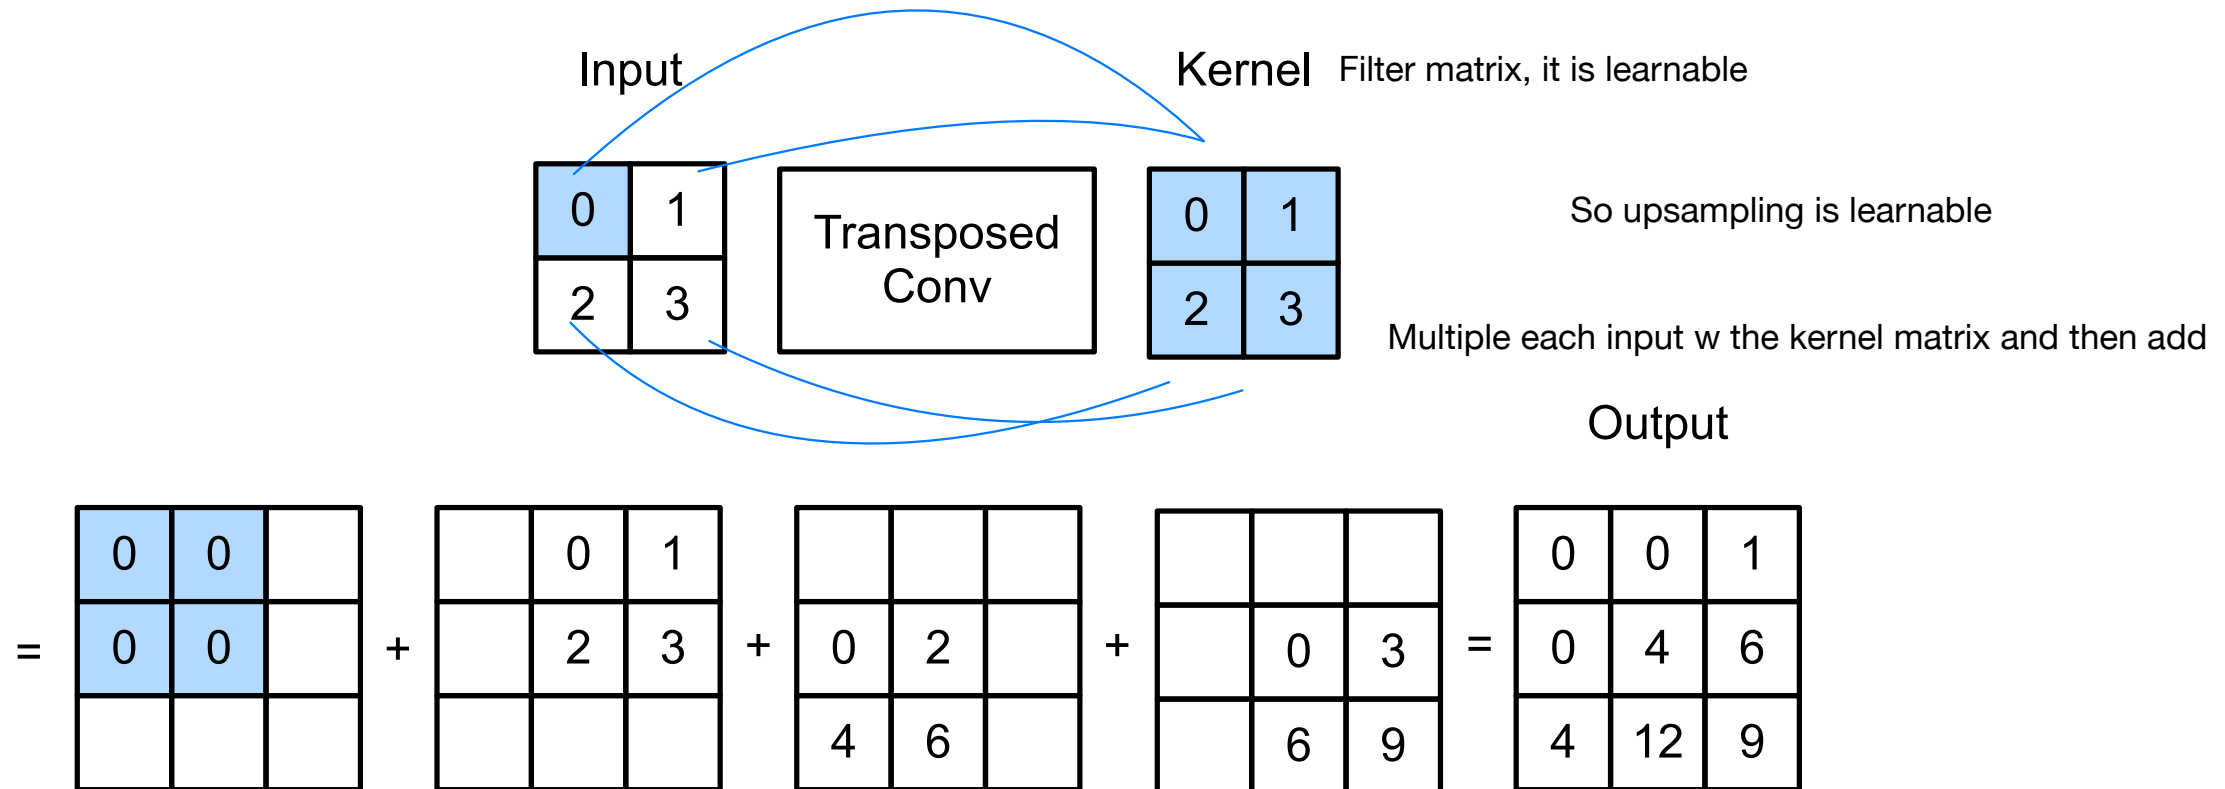 Input
Kernel Filter matrix, it is learnable
0 1
2 3
Transposed
Conv
0 1
2 3
So upsampling is learnable
Multiple each input w the kernel matrix and then add
Output
= 0 0 + 0 1 + + = 0 0 1
0 0 2 3 0 2 0 3 0 4 6
4 6 6 9 4 12 9